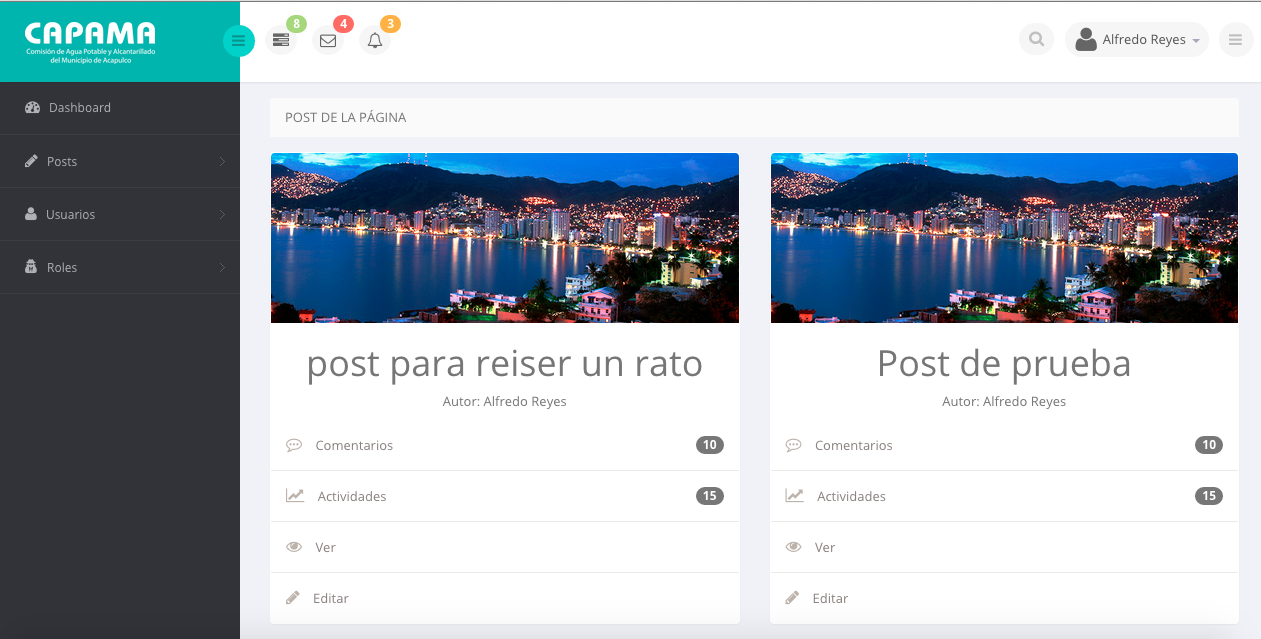 CAPAMA
Comisión de Agua Potable y Alcantarillado
del Municipio de Acapulco
8
4
3
Alfredo Reyes
Dashboard
Posts
Usuarios
Roles
POST DE LA PÁGINA
post para reiser un rato
Autor: Alfredo Reyes
Comentarios 10
Actividades 15
Ver
Editar
Post de prueba
Autor: Alfredo Reyes
Comentarios 10
Actividades 15
Ver
Editar